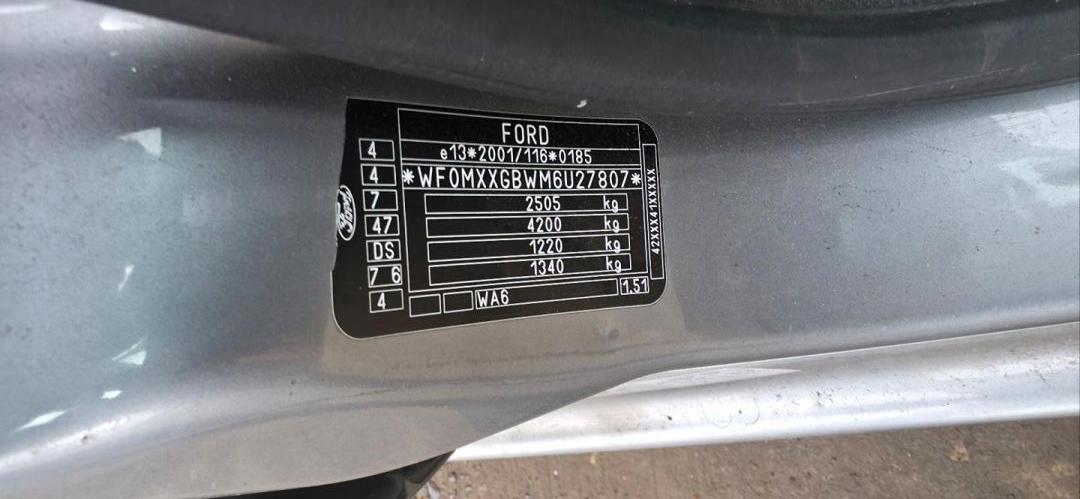 FORD
e13*2001/116*0185
*WF0MXXGBWM6U27807*
2505 kg
4200 kg
1220 kg
1340 kg
WA6
1.51
4
4
7
47
DS
7 6
4
42XXX41XXXXX
Ford